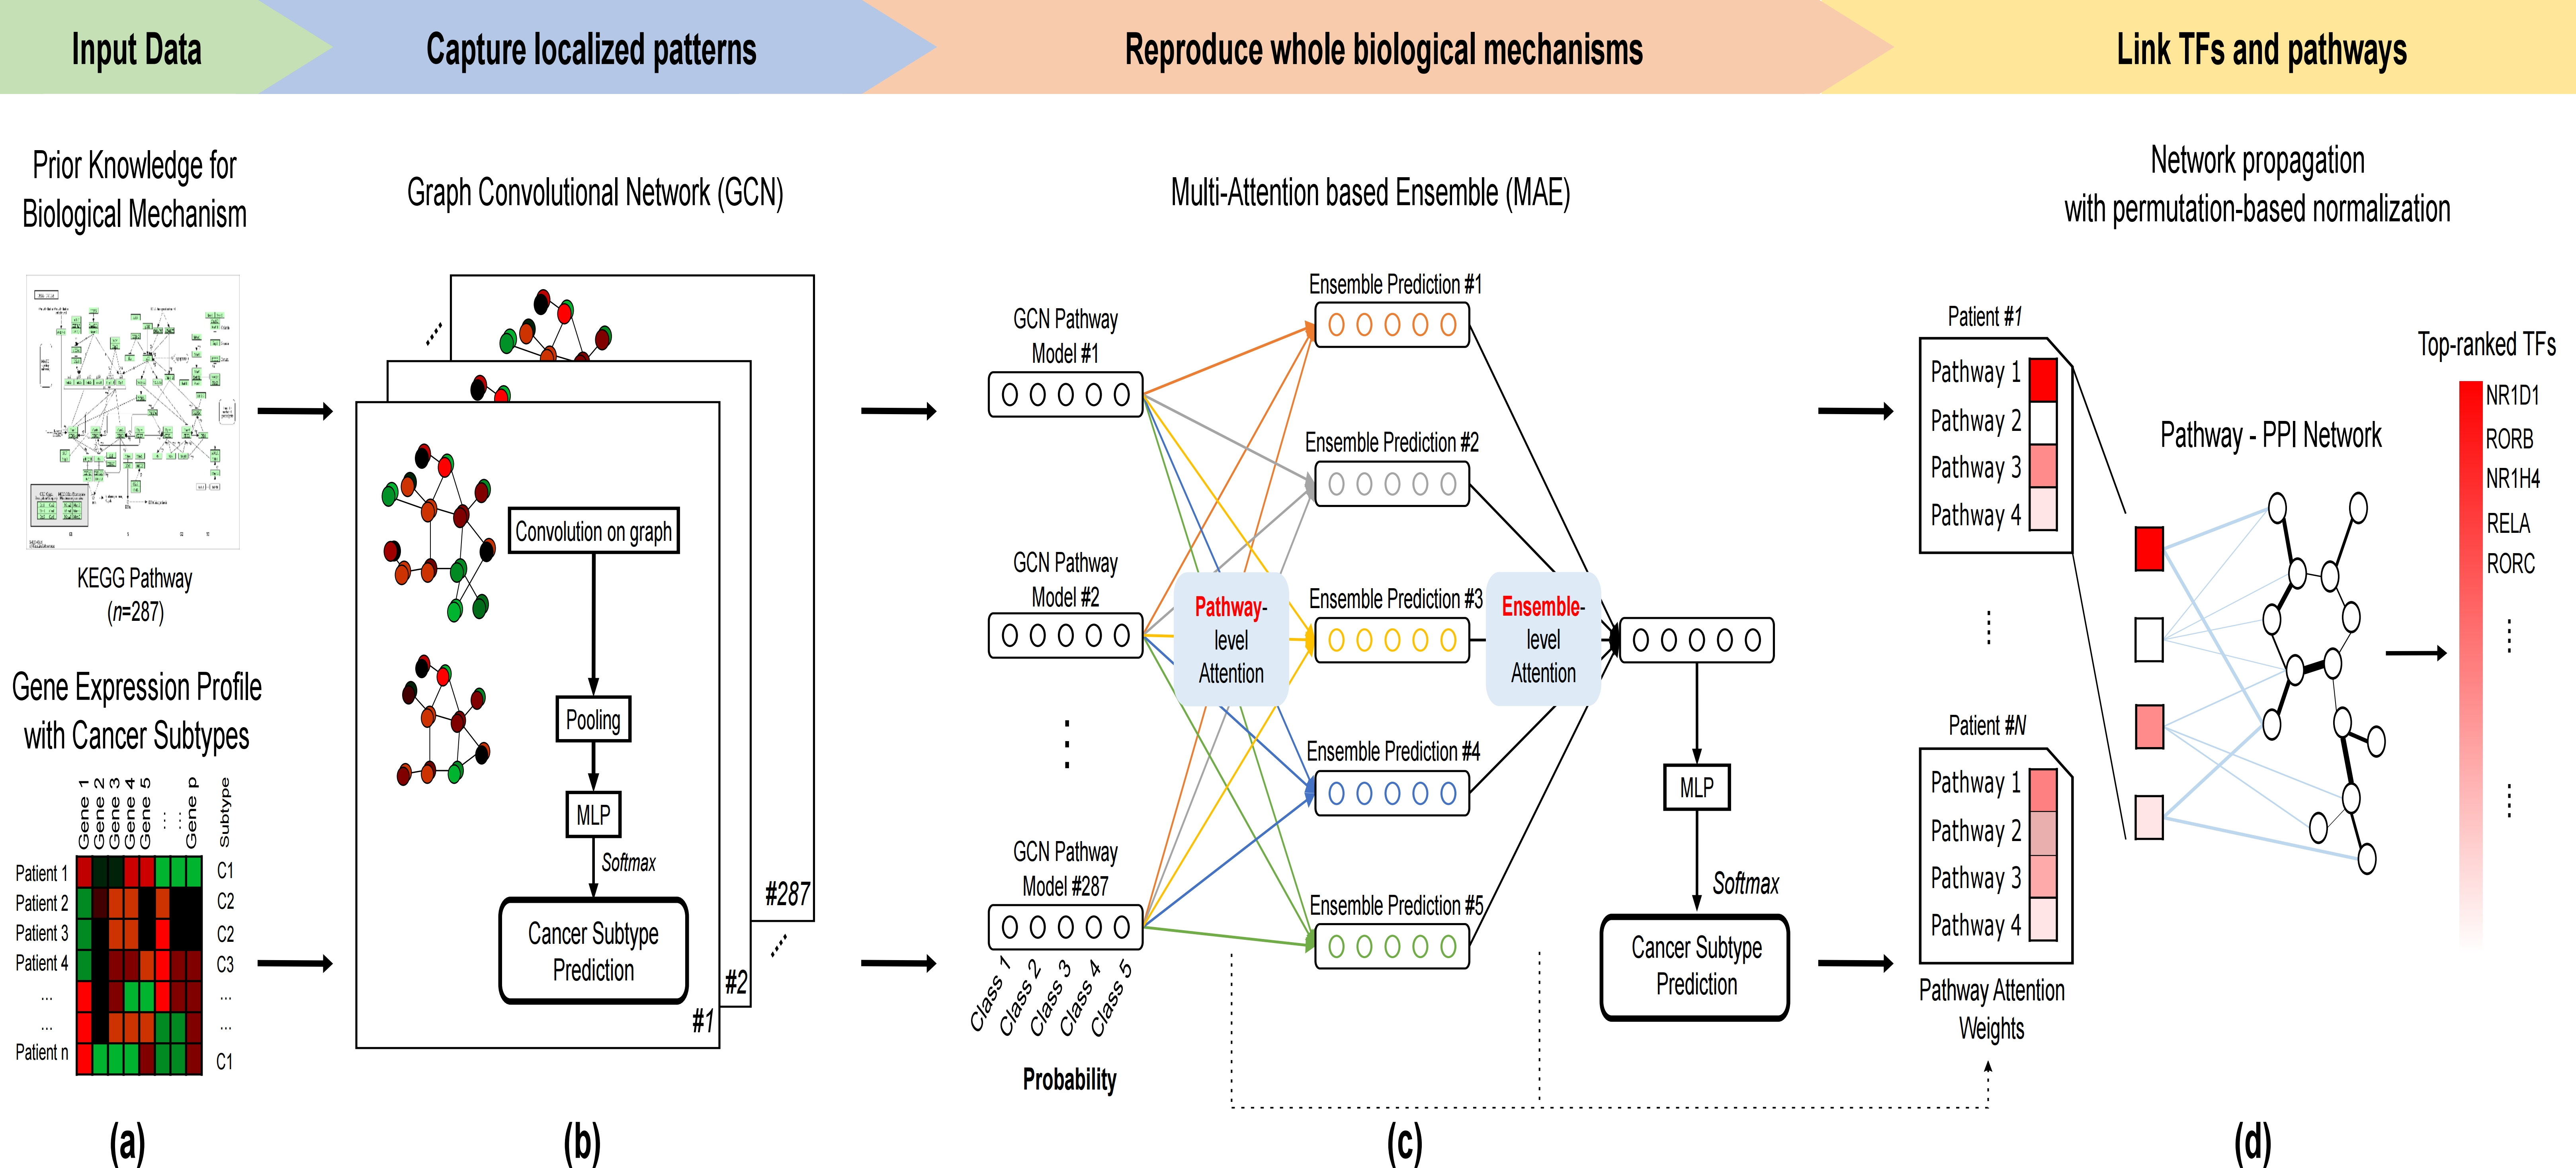 Input Data
Capture localized patterns
Reproduce whole biological mechanisms
Link TFs and pathways
Prior Knowledge for
Biological Mechanism
KEGG Pathway
(n=287)
Gene Expression Profile
with Cancer Subtypes
Gene 1
Gene 2
Gene 3
Gene 4
Gene 5
...
...
Gene p
Subtype
Patient 1
C1
Patient 2
C2
Patient 3
C2
Patient 4
C3
...
...
...
...
Patient n
C1
(a)
Graph Convolutional Network (GCN)
Convolution on graph
Pooling
MLP
Softmax
Cancer Subtype
Prediction
#1
#2
#287
(b)
Multi-Attention based Ensemble (MAE)
GCN Pathway
Model #1
GCN Pathway
Model #2
GCN Pathway
Model #287
Class 1
Class 2
Class 3
Class 4
Class 5
Probability
Pathway-
level
Attention
Ensemble Prediction #1
Ensemble Prediction #2
Ensemble Prediction #3
Ensemble Prediction #4
Ensemble Prediction #5
Ensemble-
level
Attention
MLP
Softmax
Cancer Subtype
Prediction
(c)
Network propagation
with permutation-based normalization
Patient #1
Pathway 1
Pathway 2
Pathway 3
Pathway 4
Patient #N
Pathway 1
Pathway 2
Pathway 3
Pathway 4
Pathway Attention
Weights
Pathway - PPI Network
Top-ranked TFs
NR1D1
RORB
NR1H4
RELA
RORC
(d)